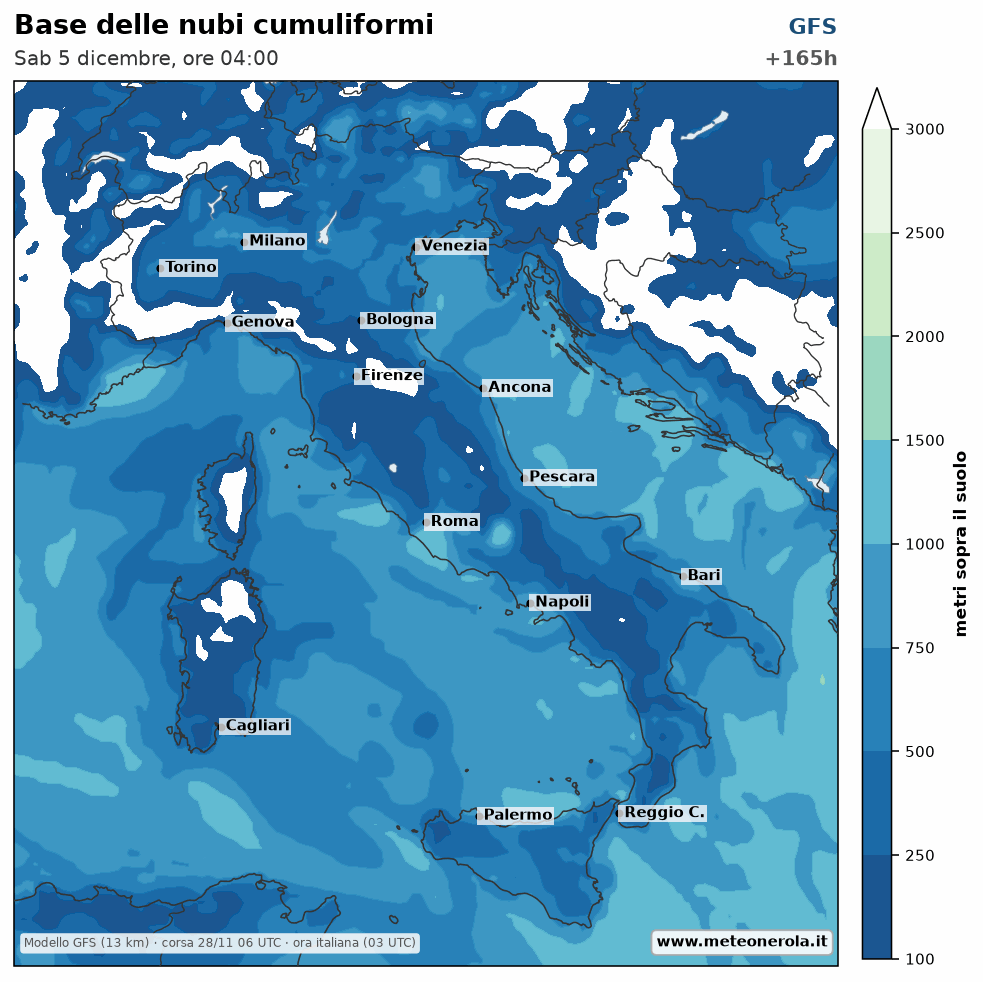 Base delle nubi cumuliformi
GFS
Sab 5 dicembre, ore 04:00
+165h
3000
2500
2000
1500
1000
750
500
250
100
metri sopra il suolo
Milano
Venezia
Torino
Genova
Bologna
Firenze
Ancona
Pescara
Roma
Bari
Napoli
Cagliari
Palermo
Reggio C.
Modello GFS (13 km) · corsa 28/11 06 UTC · ora italiana (03 UTC)
www.meteonerola.it